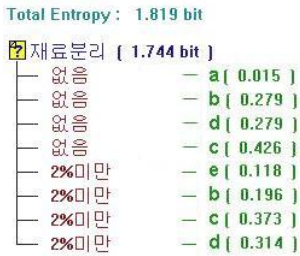 Total Entropy : 1.819 bit
? 재료분리 ( 1.744 bit )
없음 — a ( 0.015 )
없음 — b ( 0.279 )
없음 — d ( 0.279 )
없음 — c ( 0.426 )
2%미만 — e ( 0.118 )
2%미만 — b ( 0.196 )
2%미만 — c ( 0.373 )
2%미만 — d ( 0.314 )